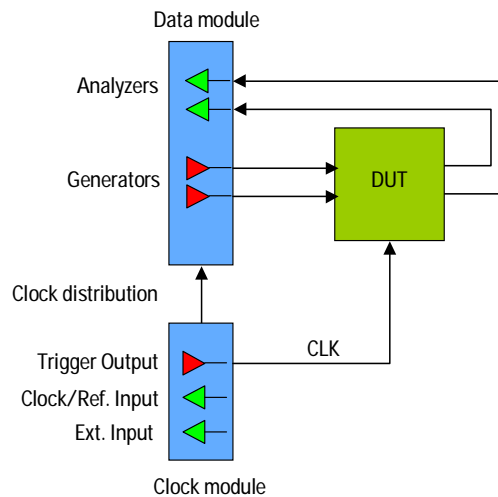 Data module
Analyzers
Generators
DUT
Clock distribution
Trigger Output
CLK
Clock/Ref. Input
Ext. Input
Clock module